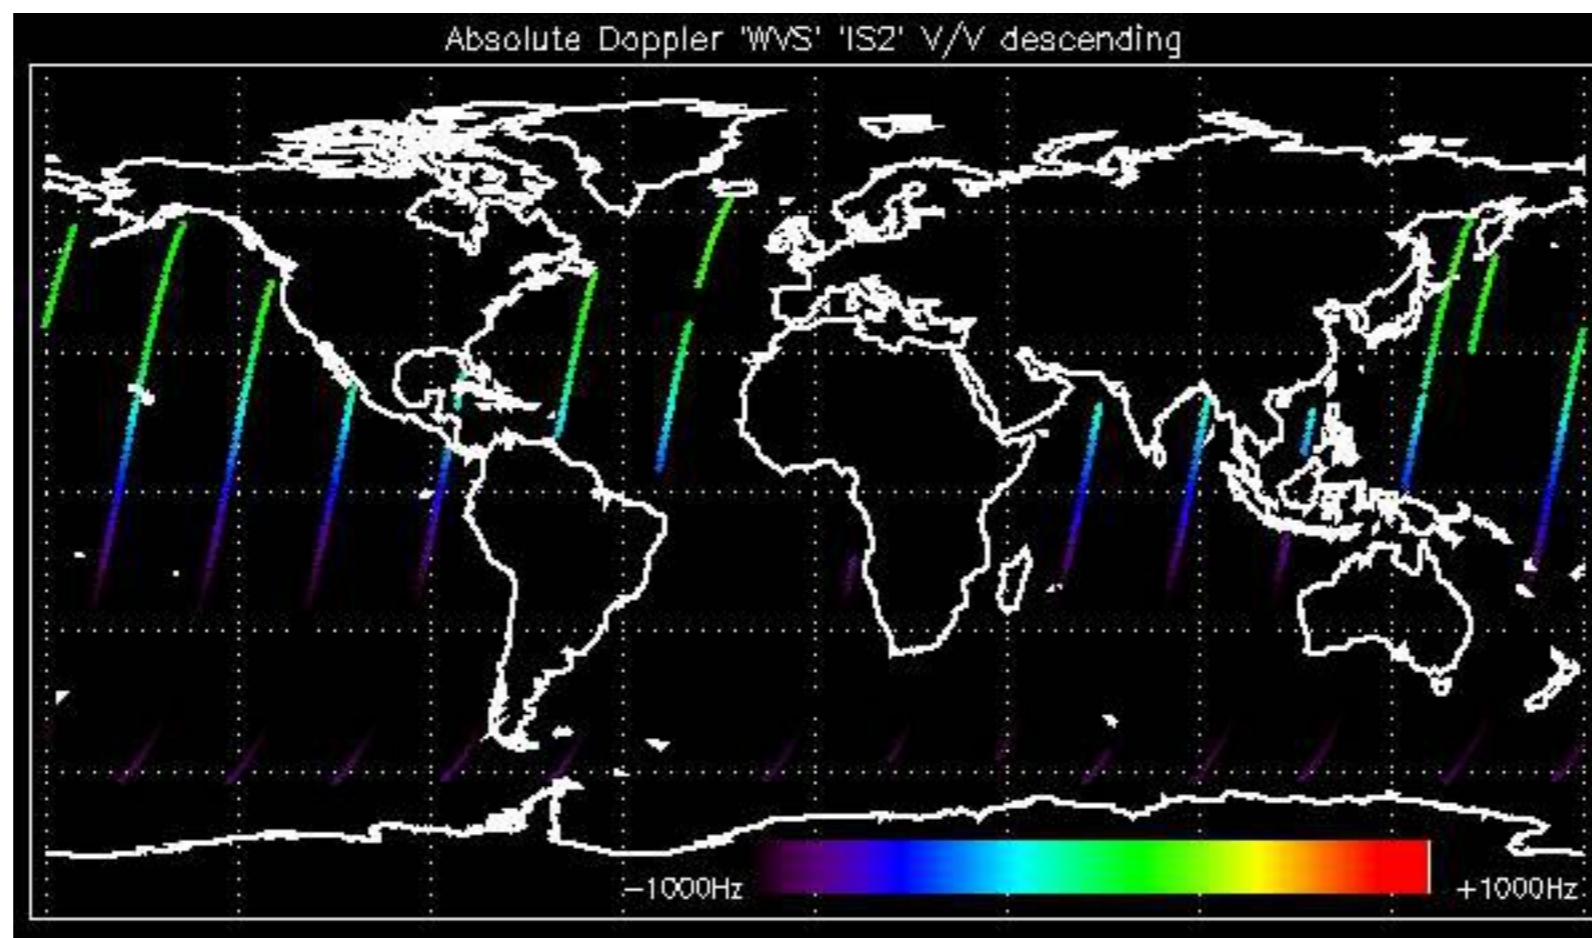 Absolute Doppler 'WVS' 'IS2' V/V descending
−1000Hz +1000Hz